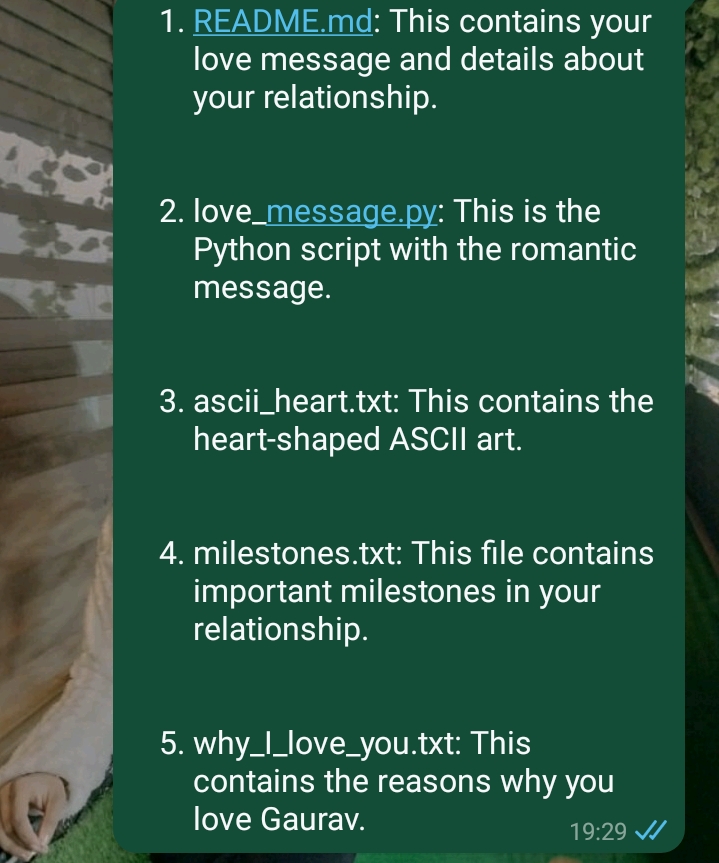 1. README.md: This contains your
love message and details about
your relationship.
2. love_message.py: This is the
Python script with the romantic
message.
3. ascii_heart.txt: This contains the
heart-shaped ASCII art.
4. milestones.txt: This file contains
important milestones in your
relationship.
5. why_I_love_you.txt: This
contains the reasons why you
love Gaurav.
19:29